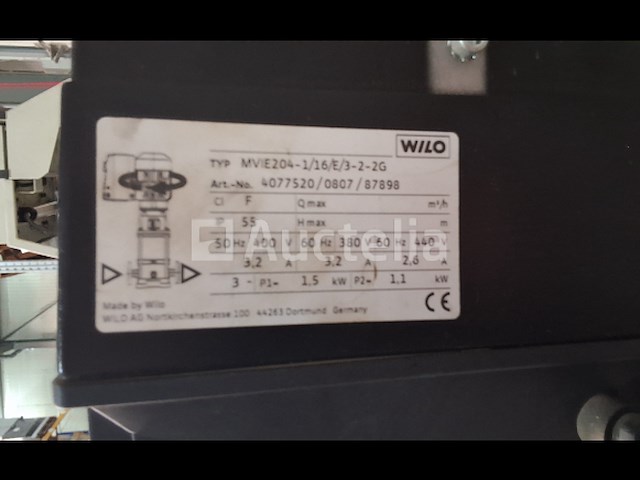 WILO
TYP MVIE204-1/16/E/3-2-2G
Art.-No. 4077520/0807/87898
Cl F Q max m³/h
IP 55 H max m
50 Hz 400 V 60 Hz 380 V 60 Hz 440 V
3,2 A 3,2 A 2,6 A
3 ~ P1= 1,5 kW P2= 1,1 kW
Made by Wilo
WILO AG Nortkirchenstrasse 100 44263 Dortmund Germany
CE
Auctelia